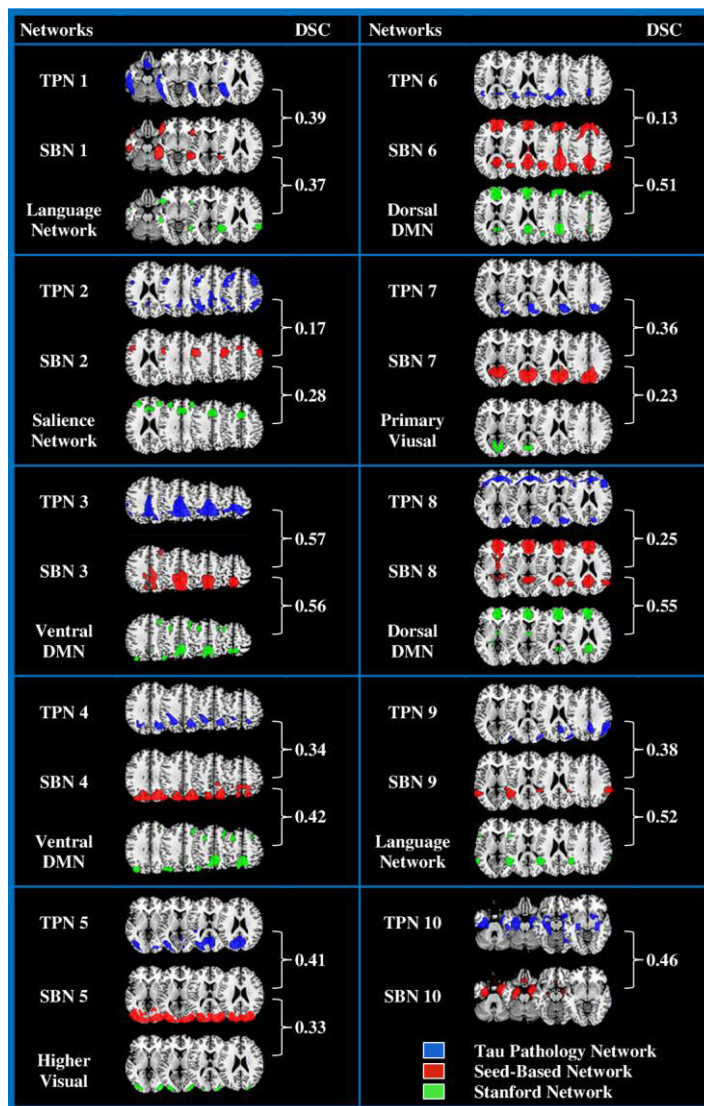 Networks DSC
TPN 1
0.39
SBN 1
0.37
Language
Network
TPN 2
0.17
SBN 2
0.28
Salience
Network
TPN 3
0.57
SBN 3
0.56
Ventral
DMN
TPN 4
0.34
SBN 4
0.42
Ventral
DMN
TPN 5
0.41
SBN 5
0.33
Higher
Visual
Networks DSC
TPN 6
0.13
SBN 6
0.51
Dorsal
DMN
TPN 7
0.36
SBN 7
0.23
Primary
Viusal
TPN 8
0.25
SBN 8
0.55
Dorsal
DMN
TPN 9
0.38
SBN 9
0.52
Language
Network
TPN 10
0.46
SBN 10
Tau Pathology Network
Seed-Based Network
Stanford Network